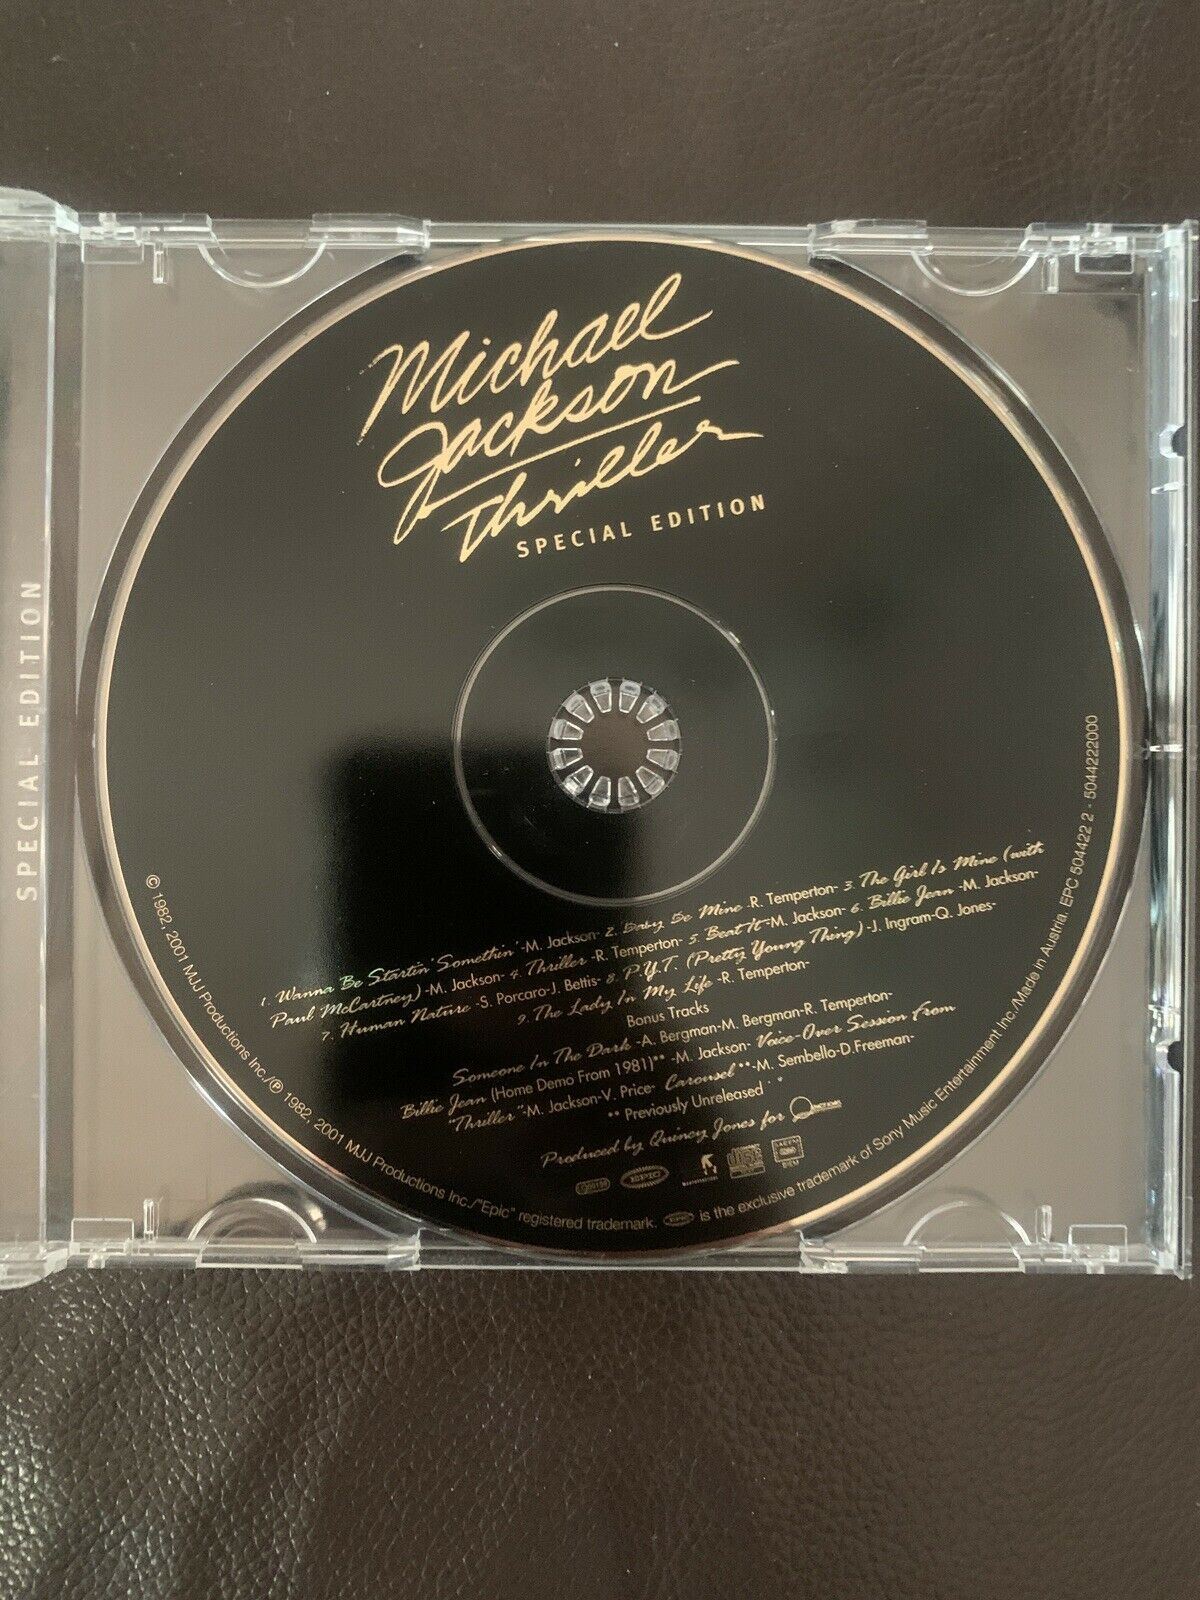 Michael
Jackson
Thriller
SPECIAL EDITION
SPECIAL EDITION
1. Wanna Be Startin' Somethin' -M. Jackson- 2. Baby Be Mine -R. Temperton- 3. The Girl Is Mine (with
Paul McCartney) -M. Jackson- 4. Thriller -R. Temperton- 5. Beat It -M. Jackson- 6. Billie Jean -M. Jackson-
7. Human Nature -S. Porcaro-J. Bettis- 8. P.Y.T. (Pretty Young Thing) -J. Ingram-Q. Jones-
9. The Lady In My Life -R. Temperton-
Bonus Tracks
Someone In The Dark -A. Bergman-M. Bergman-R. Temperton-
Billie Jean (Home Demo From 1981)** -M. Jackson- Voice-Over Session From
"Thriller" -M. Jackson-V. Price- Carousel** -M. Sembello-D.Freeman-
** Previously Unreleased
Produced by Quincy Jones for
EPIC
BIEM
© 1982, 2001 MJJ Productions Inc./℗ 1982, 2001 MJJ Productions Inc./"Epic" registered trademark. EPIC is the exclusive trademark of Sony Music Entertainment Inc./Made in Austria. EPC 504422 2 - 5044222000